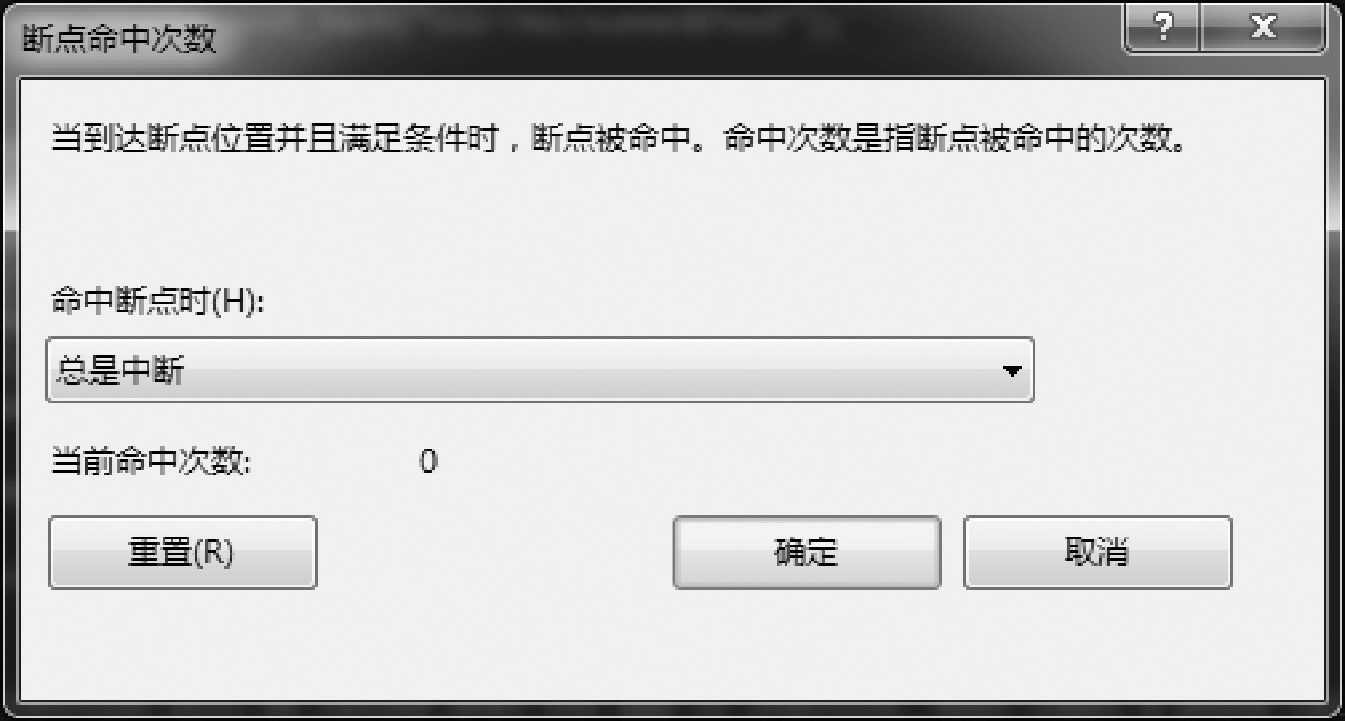 断点命中次数
当到达断点位置并且满足条件时，断点被命中。命中次数是指断点被命中的次数。
命中断点时(H):
总是中断
当前命中次数: 0
重置(R) 确定 取消